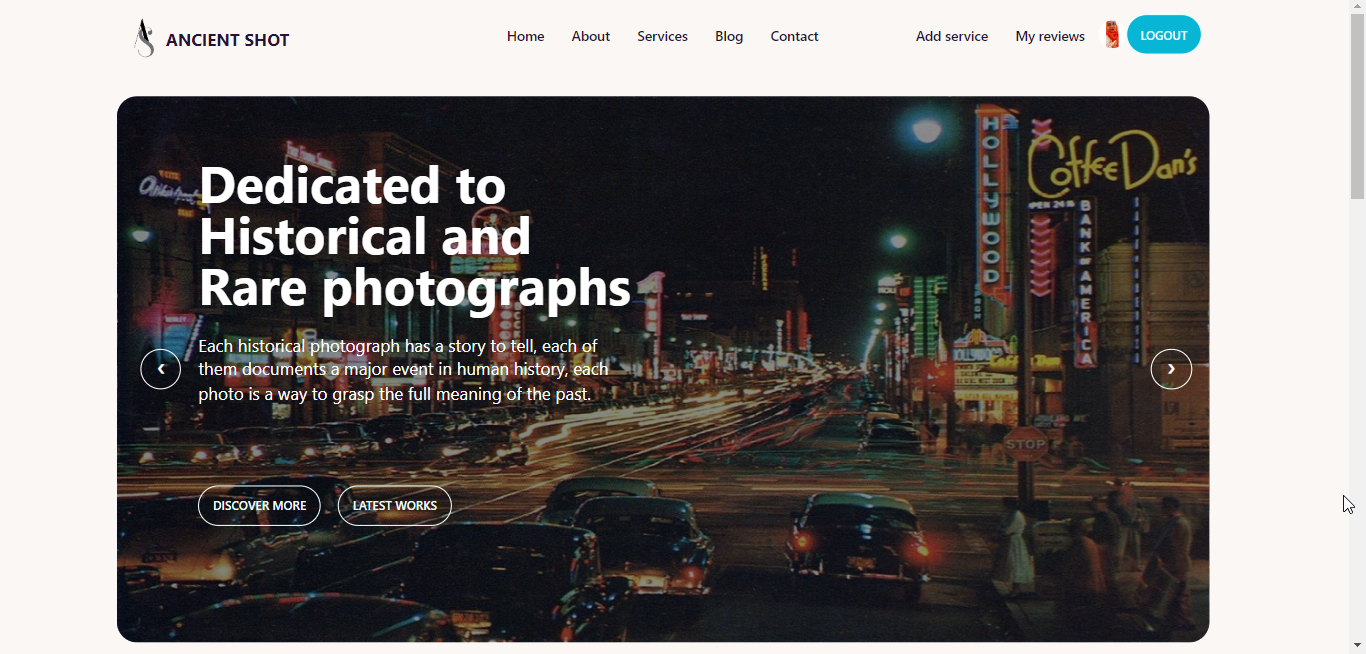 ANCIENT SHOT
Home
About
Services
Blog
Contact
Add service
My reviews
LOGOUT
Dedicated to
Historical and
Rare photographs
Each historical photograph has a story to tell, each of
them documents a major event in human history, each
photo is a way to grasp the full meaning of the past.
DISCOVER MORE
LATEST WORKS
HOLLYWOOD
Coffee Dan's
OPEN 24 H
BANK OF AMERICA
STOP